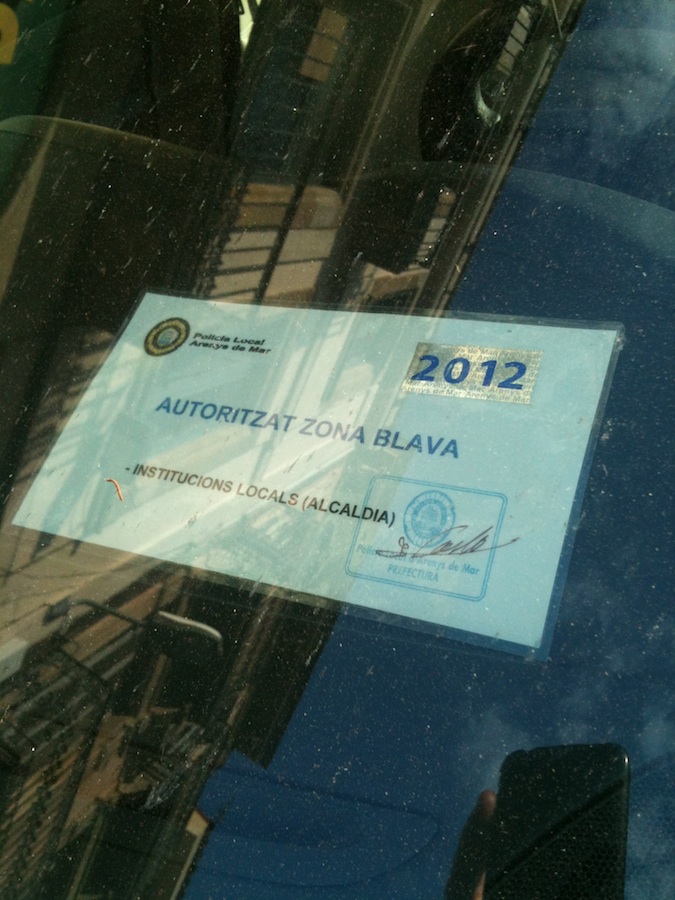 Policia Local
Arenys de Mar
2012
AUTORITZAT ZONA BLAVA
- INSTITUCIONS LOCALS (ALCALDIA)
d'Arenys de Mar
PREFECTURA